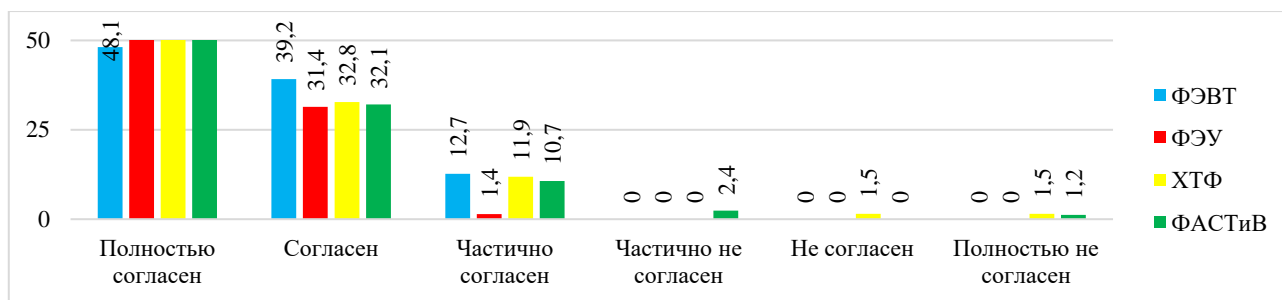 50
25
0
48,1
39,2
31,4
32,8
32,1
12,7
1,4
11,9
10,7
0
0
0
2,4
0
0
1,5
0
0
0
1,5
1,2
Полностью
согласен
Согласен
Частично
согласен
Частично не
согласен
Не согласен
Полностью не
согласен
ФЭВТ
ФЭУ
ХТФ
ФАСТиВ